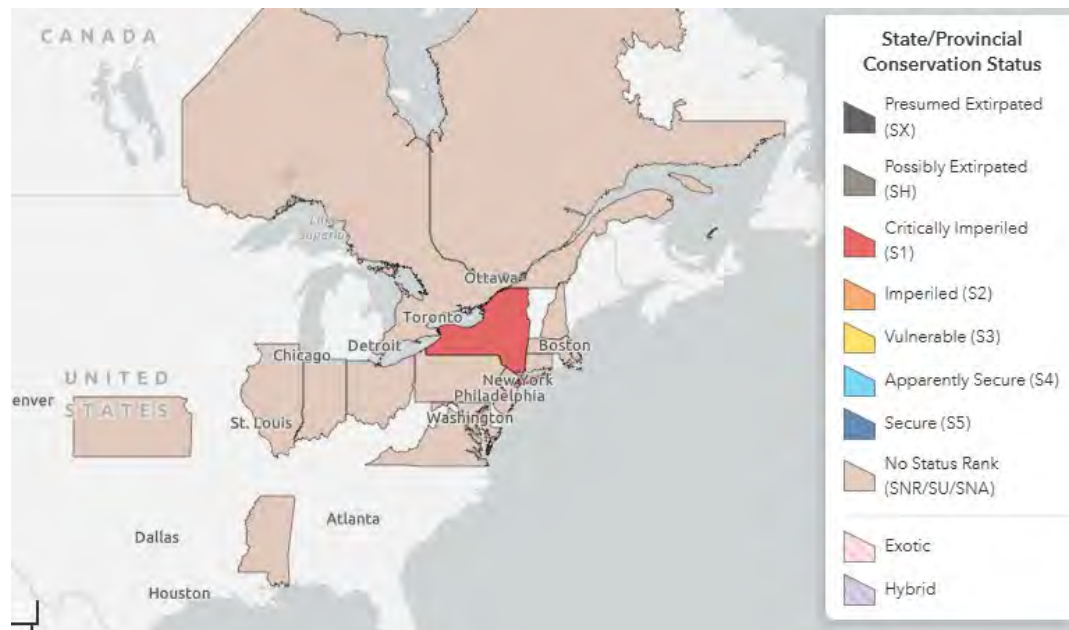 CANADA
Lake
Superior
Ottawa
Toronto
Detroit
Boston
Chicago
UNITED
New York
Philadelphia
enver
STATES
St. Louis
Washington
Atlanta
Dallas
Houston
State/Provincial
Conservation Status
Presumed Extirpated
(SX)
Possibly Extirpated
(SH)
Critically Imperiled
(S1)
Imperiled (S2)
Vulnerable (S3)
Apparently Secure (S4)
Secure (S5)
No Status Rank
(SNR/SU/SNA)
Exotic
Hybrid